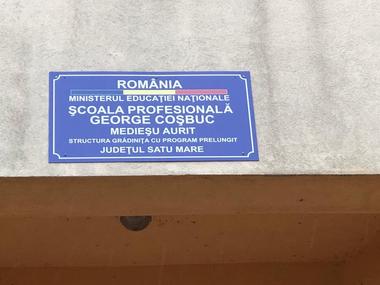 ROMÂNIA
MINISTERUL EDUCAȚIEI NAȚIONALE
ȘCOALA PROFESIONALĂ
GEORGE COȘBUC
MEDIEȘU AURIT
STRUCTURA GRĂDINIȚA CU PROGRAM PRELUNGIT
JUDEȚUL SATU MARE